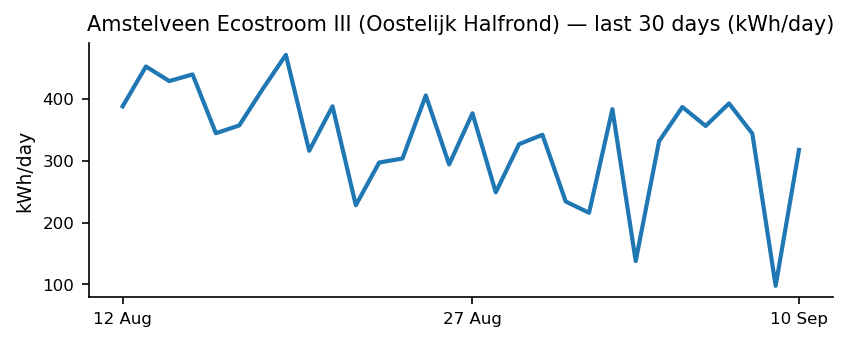 Amstelveen Ecostroom III (Oostelijk Halfrond) — last 30 days (kWh/day)
kWh/day
400
300
200
100
12 Aug
27 Aug
10 Sep